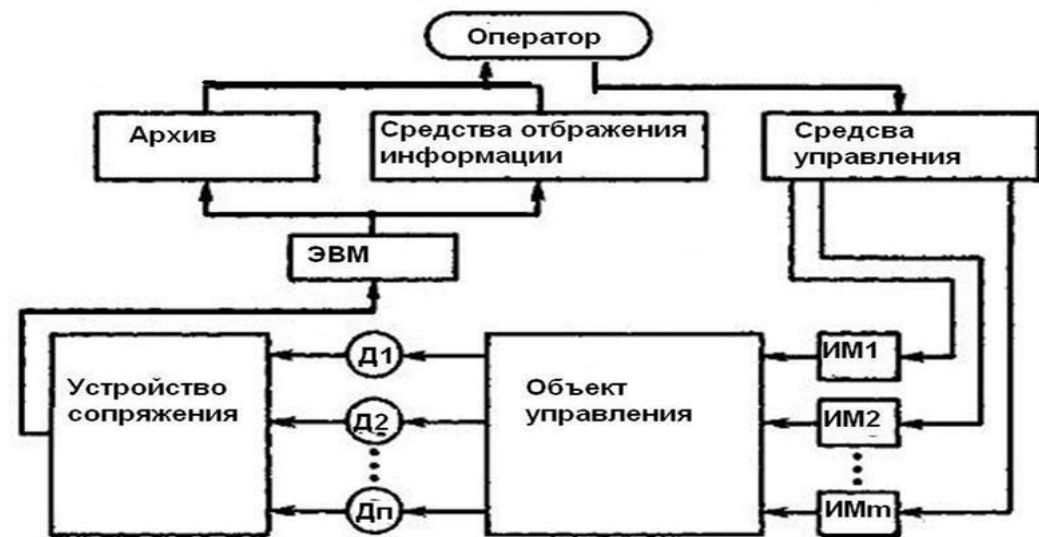 Оператор
Архив
Средства отбражения
информации
Средсва
управления
ЭВМ
Устройство
сопряжения
Д1
Д2
Дп
Объект
управления
ИМ1
ИМ2
ИМm